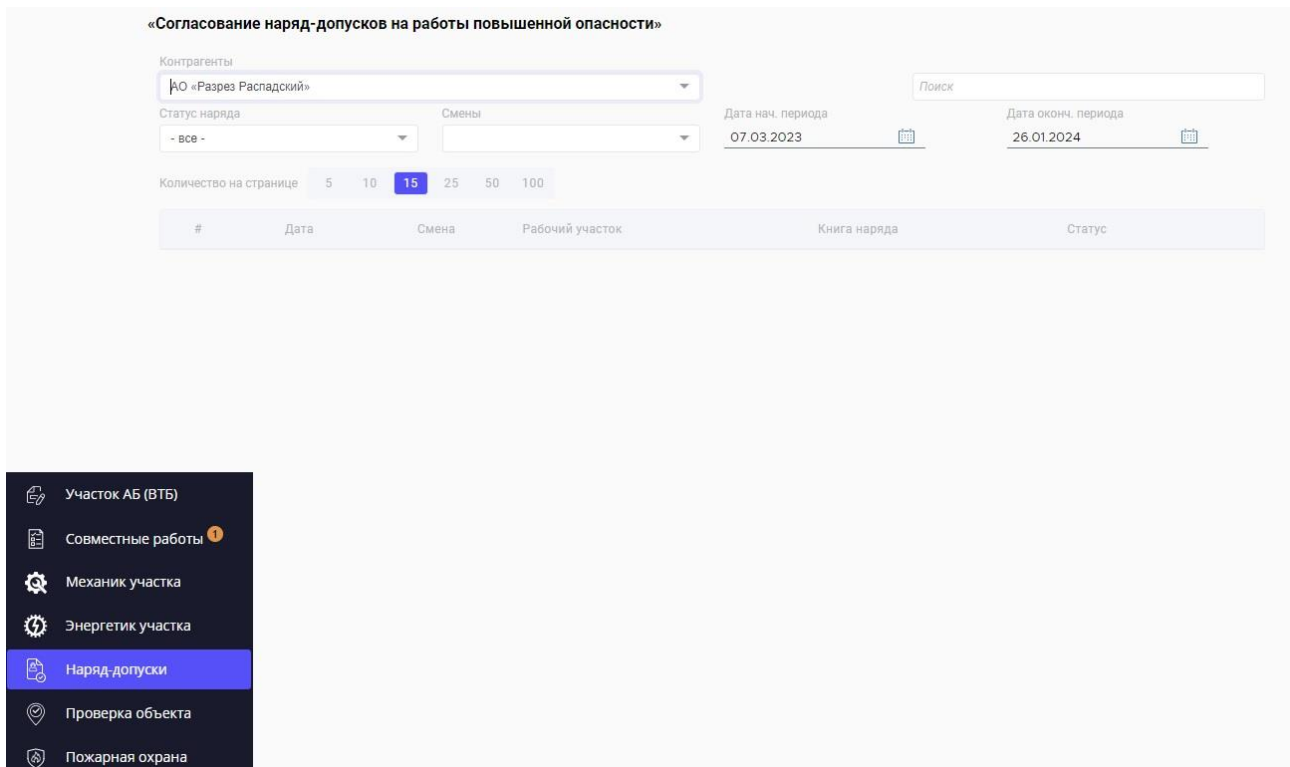 «Согласование наряд-допусков на работы повышенной опасности»
Контрагенты
АО «Разрез Распадский»
Поиск
Статус наряда Смены Дата нач. периода Дата оконч. периода
- все - 07.03.2023 26.01.2024
Количество на странице 5 10 15 25 50 100
# Дата Смена Рабочий участок Книга наряда Статус
Участок АБ (ВТБ)
Совместные работы 1
Механик участка
Энергетик участка
Наряд-допуски
Проверка объекта
Пожарная охрана